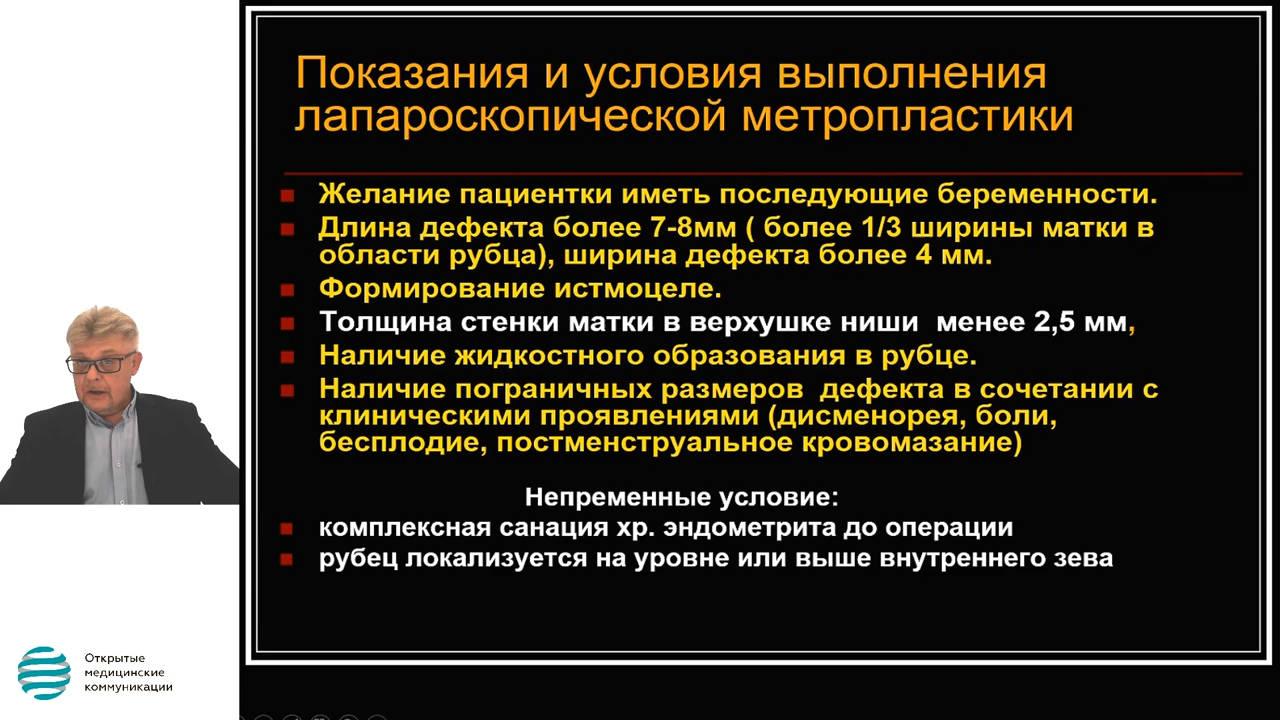 Показания и условия выполнения
лапароскопической метропластики
Желание пациентки иметь последующие беременности.
Длина дефекта более 7-8мм ( более 1/3 ширины матки в
области рубца), ширина дефекта более 4 мм.
Формирование истмоцеле.
Толщина стенки матки в верхушке ниши  менее 2,5 мм,
Наличие жидкостного образования в рубце.
Наличие пограничных размеров  дефекта в сочетании с
клиническими проявлениями (дисменорея, боли,
бесплодие, постменструальное кровомазание)
Непременные условие:
комплексная санация хр. эндометрита до операции
рубец локализуется на уровне или выше внутреннего зева
Открытые
медицинские
коммуникации